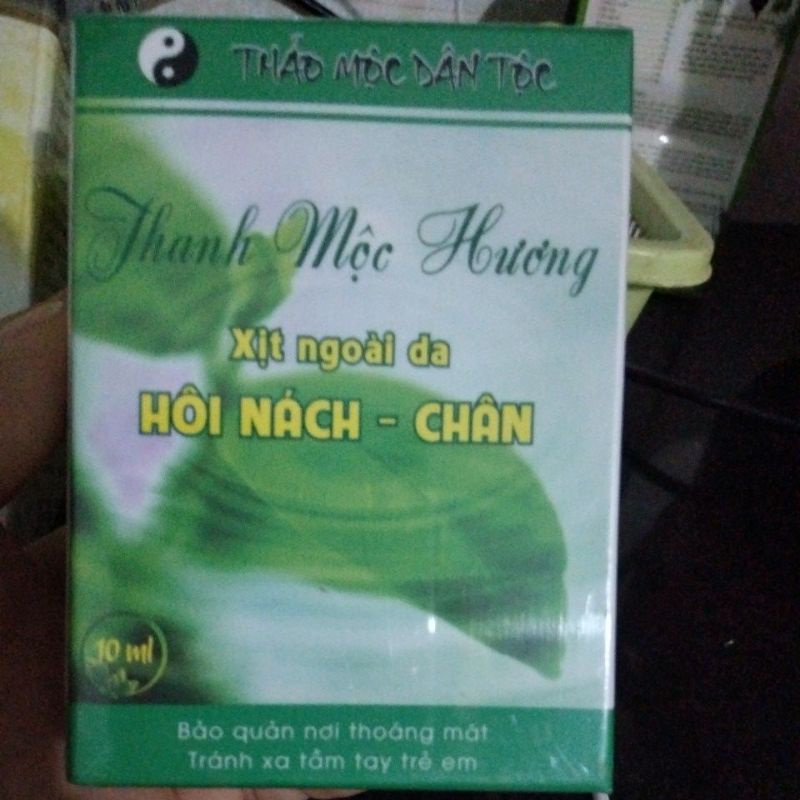 THẢO MỘC DÂN TỘC
Thanh Mộc Hương
Xịt ngoài da
HÔI NÁCH - CHÂN
10 ml
Bảo quản nơi thoáng mát
Tránh xa tầm tay trẻ em